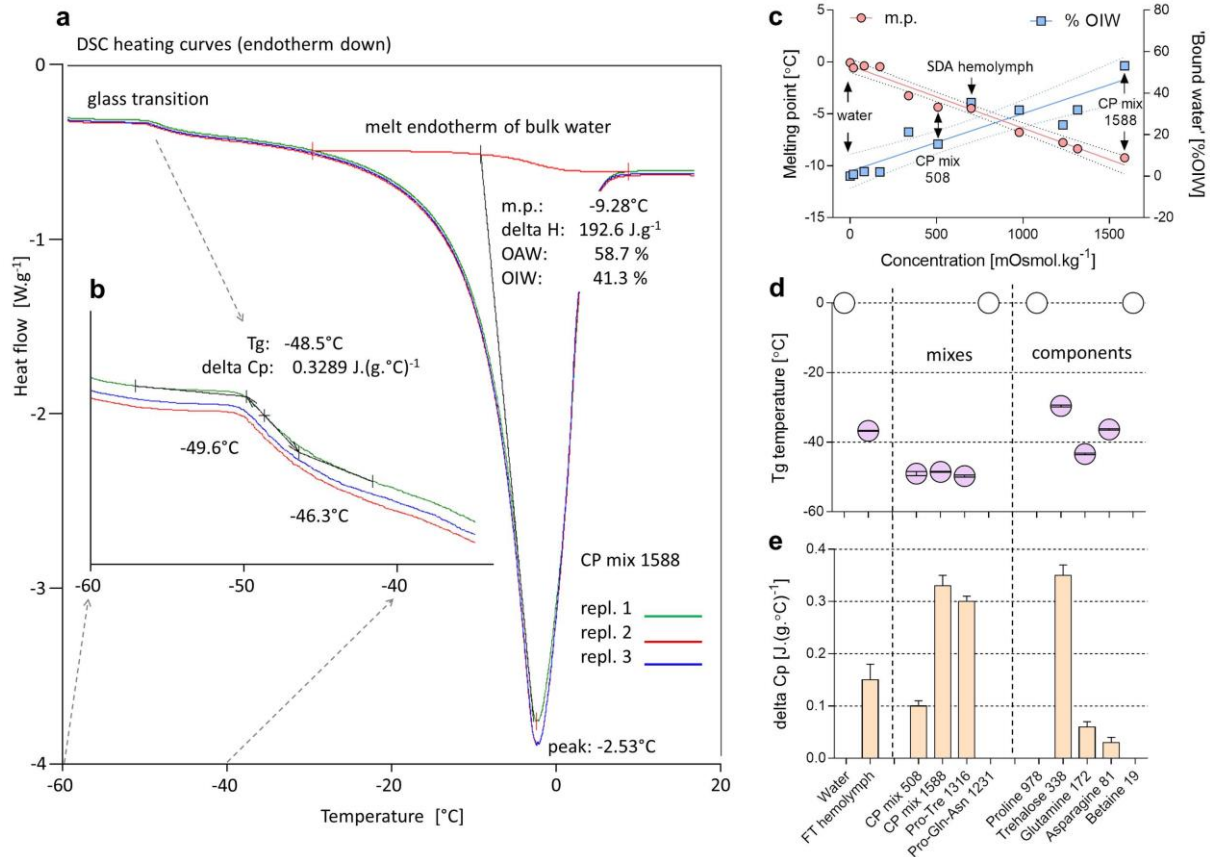 a
DSC heating curves (endotherm down)
0
glass transition
melt endotherm of bulk water
m.p.: -9.28°C
delta H: 192.6 J.g⁻¹
OAW: 58.7 %
OIW: 41.3 %
-1
-2
-3
-4
Heat flow [W.g⁻¹]
b
Tg: -48.5°C
delta Cp: 0.3289 J.(g.°C)⁻¹
-49.6°C
-46.3°C
-60 -50 -40
CP mix 1588
repl. 1
repl. 2
repl. 3
peak: -2.53°C
-60 -40 -20 0 20
Temperature [°C]
c
m.p.
% OIW
5
0
-5
-10
-15
Melting point [°C]
80
60
40
20
0
-20
'Bound water' [%OIW]
SDA hemolymph
water
CP mix
508
CP mix
1588
0 500 1000 1500
Concentration [mOsmol.kg⁻¹]
d
0
-20
-40
-60
Tg temperature [°C]
mixes
components
e
0.4
0.3
0.2
0.1
0.0
delta Cp [J.(g.°C)⁻¹]
Water
FT hemolymph
CP mix 508
CP mix 1588
Pro-Tre 1316
Pro-Gln-Asn 1231
Proline 978
Trehalose 338
Glutamine 172
Asparagine 81
Betaine 19